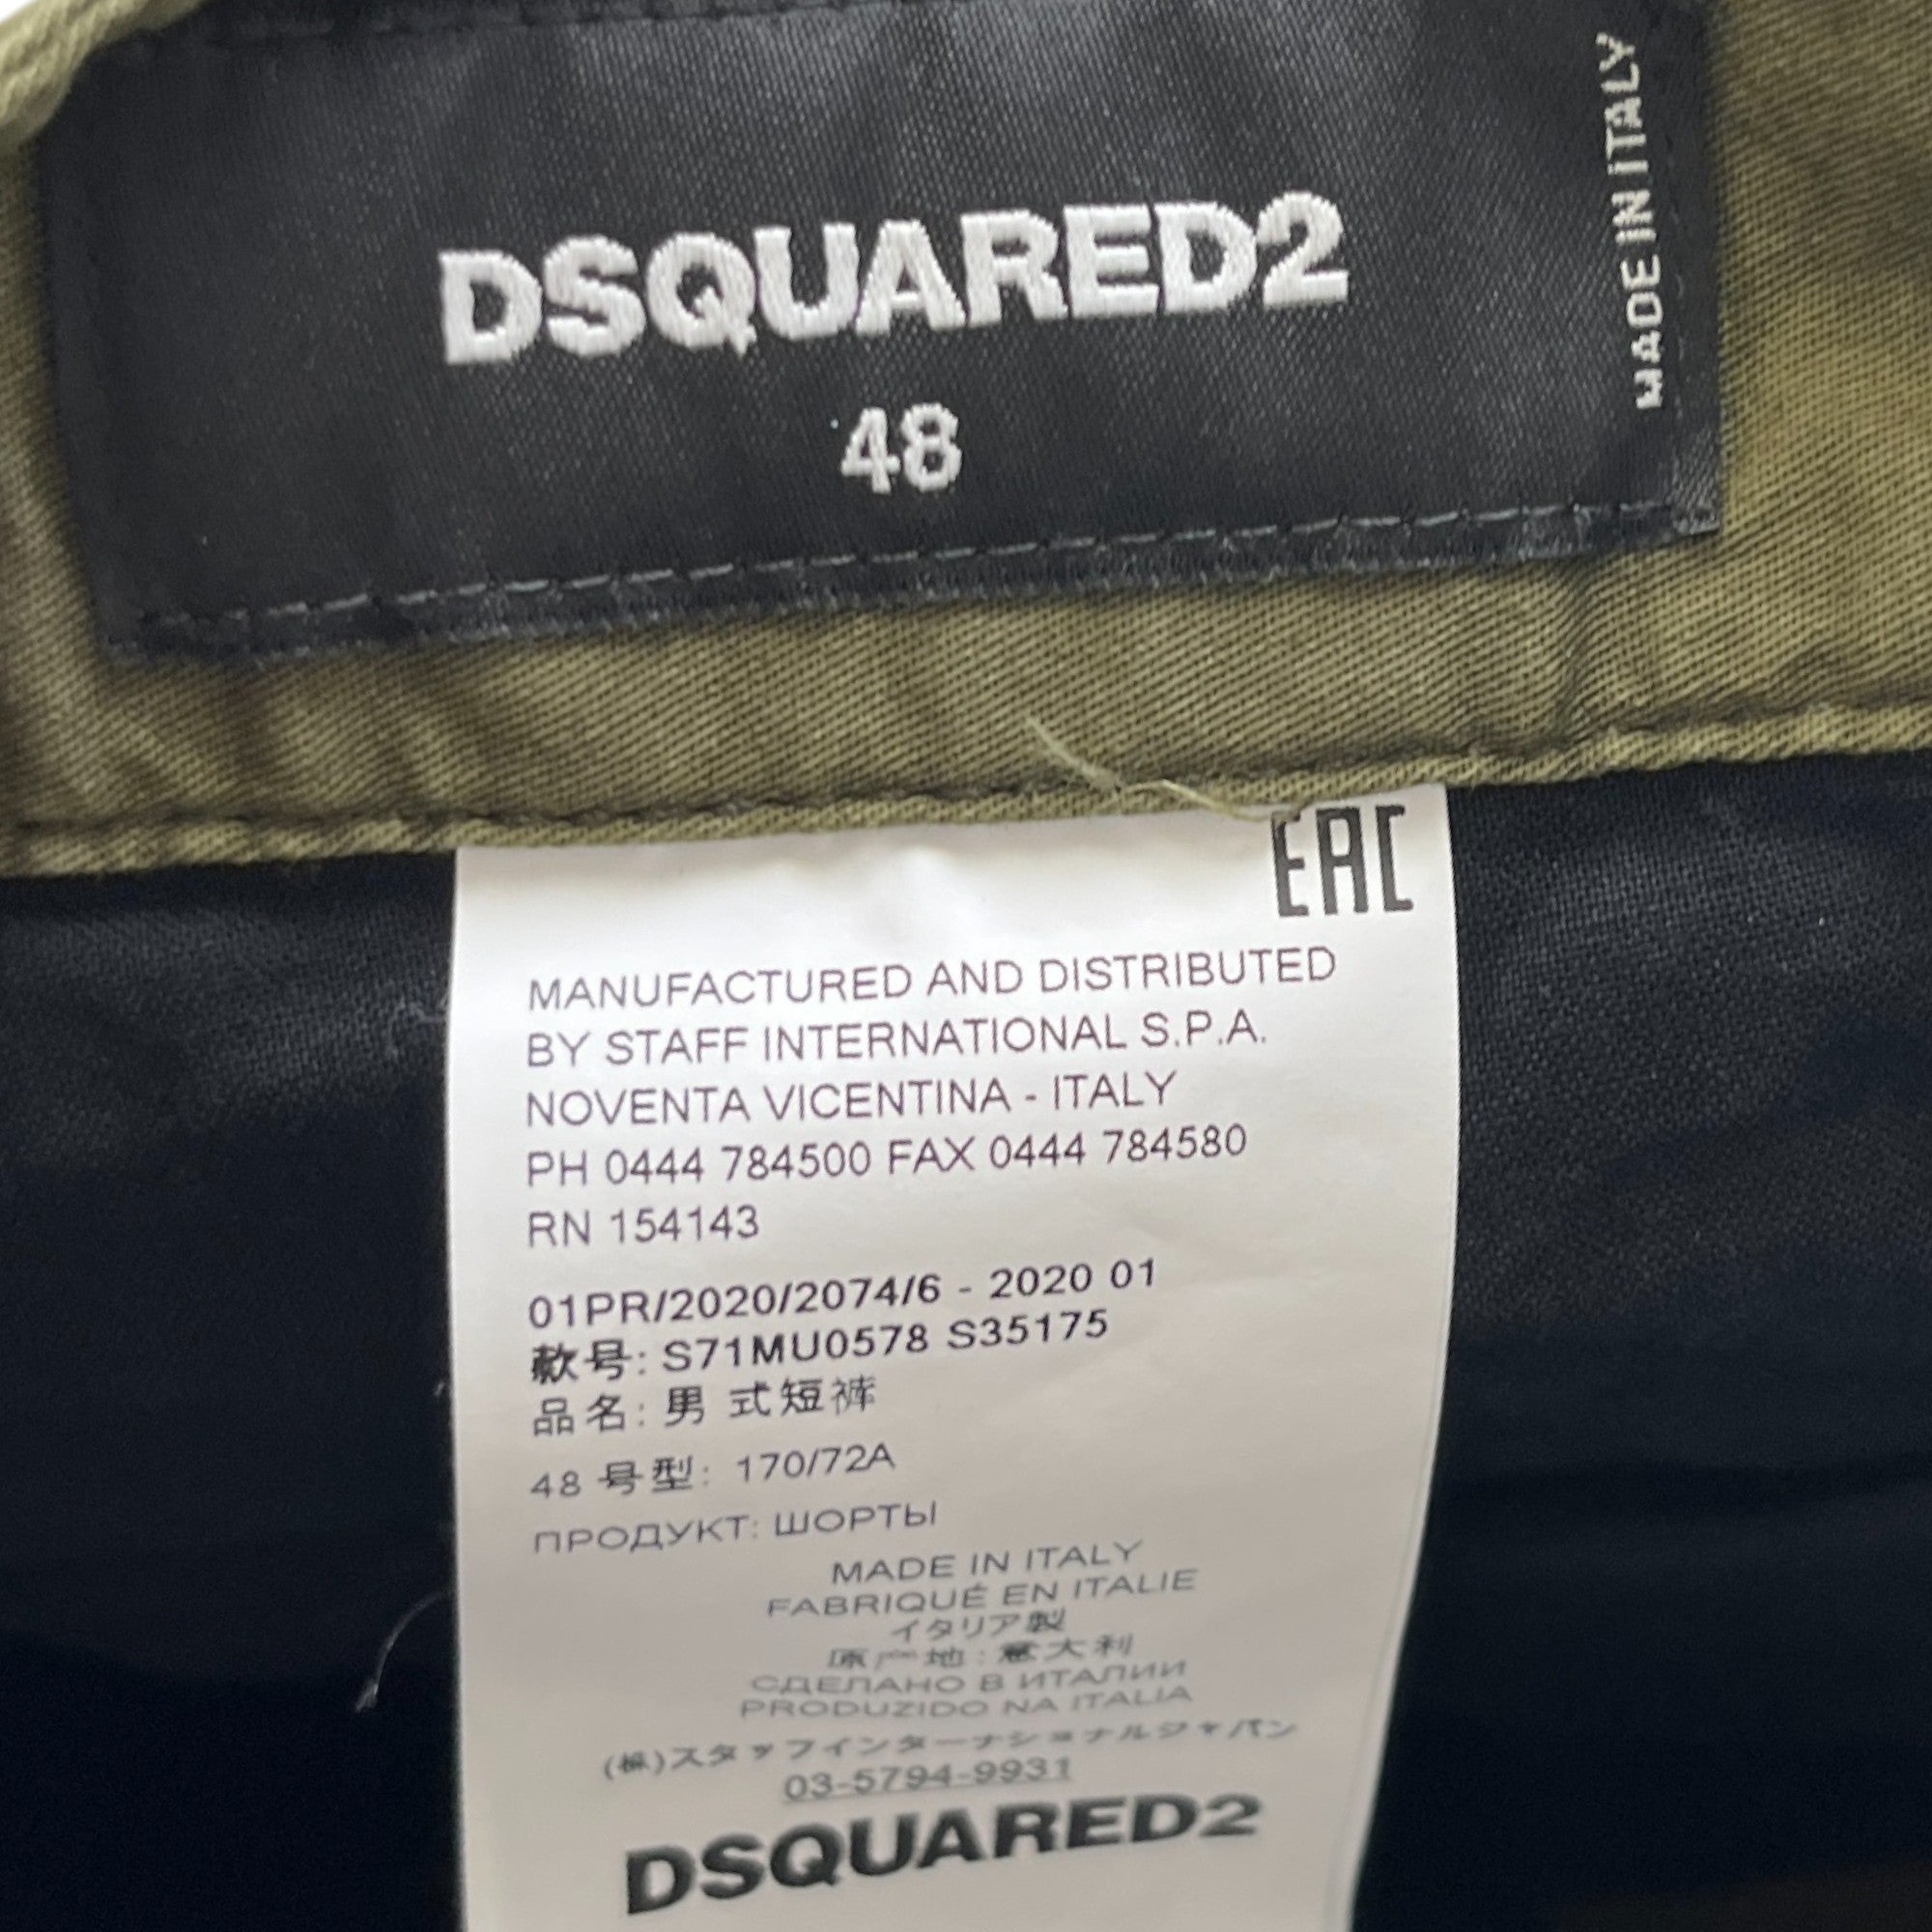 DSQUARED2
48
MADE IN ITALY
EAC
MANUFACTURED AND DISTRIBUTED
BY STAFF INTERNATIONAL S.P.A.
NOVENTA VICENTINA - ITALY
PH 0444 784500 FAX 0444 784580
RN 154143
01PR/2020/2074/6 - 2020 01
款号: S71MU0578 S35175
品名: 男 式短裤
48 号型: 170/72A
ПРОДУКТ: ШОРТЫ
MADE IN ITALY
FABRIQUÉ EN ITALIE
イタリア製
原产地: 意大利
СДЕЛАНО В ИТАЛИИ
PRODUZIDO NA ITALIA
(株)スタッフインターナショナルジャパン
03-5794-9931
DSQUARED2